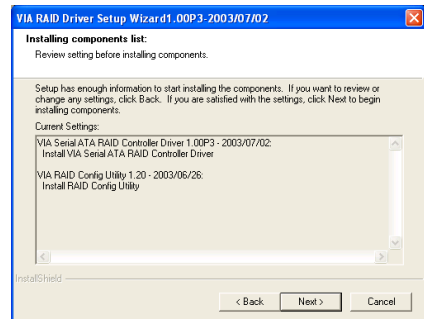 VIA RAID Driver Setup Wizard1.00P3-2003/07/02
Installing components list:
Review setting before installing components.
Setup has enough information to start installing the components. If you want to review or
change any settings, click Back. If you are satisfied with the settings, click Next to begin
installing components.
Current Settings:
VIA Serial ATA RAID Controller Driver 1.00P3 - 2003/07/02:
Install VIA Serial ATA RAID Controller Driver
VIA RAID Config Utility 1.20 - 2003/06/26:
Install RAID Config Utility
InstallShield
< Back
Next >
Cancel